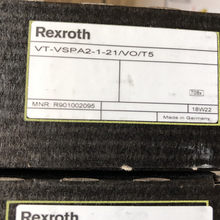 Rexroth
VT-VSPA2-1-21/VO/T5
MNR: R901002095
18W22
Made in Germany
Rexroth